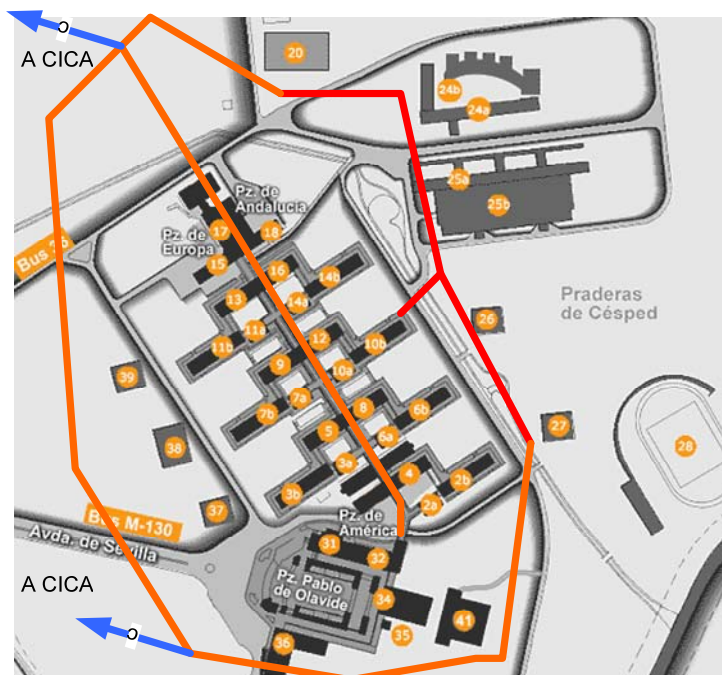 O
A CICA
20
24b
24a
25a
25b
Pz. de
Andalucía
17
18
Pz. de
Europa
15
16
14b
Bus 36
13
14a
11a
11b
12
10b
9
10a
39
7a
8
6b
7b
5
6a
38
3a
4
2b
3b
2a
26
Praderas
de Césped
27
28
37
Bus M-130
Avda. de Sevilla
Pz. de
América
31
32
Pz. Pablo
de Olavide
34
35
41
36
A CICA
O